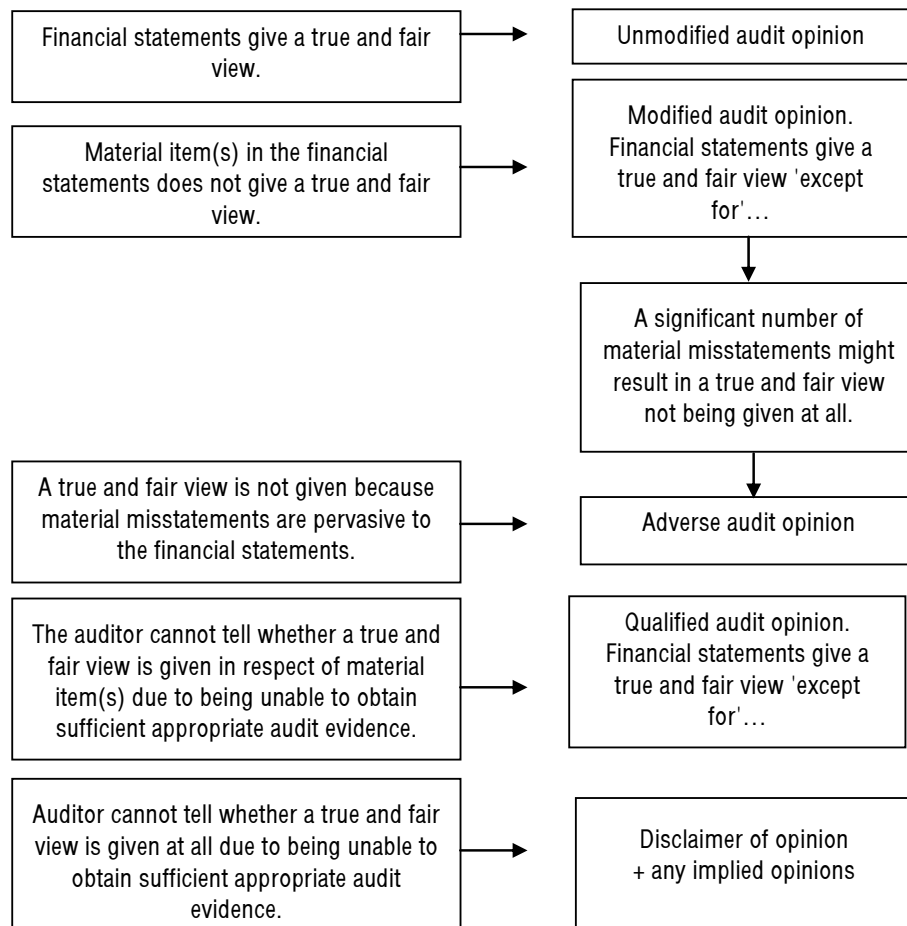 Financial statements give a true and fair
view.
Unmodified audit opinion
Material item(s) in the financial
statements does not give a true and fair
view.
Modified audit opinion.
Financial statements give a
true and fair view 'except
for'...
A significant number of
material misstatements might
result in a true and fair view
not being given at all.
A true and fair view is not given because
material misstatements are pervasive to
the financial statements.
Adverse audit opinion
The auditor cannot tell whether a true and
fair view is given in respect of material
item(s) due to being unable to obtain
sufficient appropriate audit evidence.
Qualified audit opinion.
Financial statements give a
true and fair view 'except
for'...
Auditor cannot tell whether a true and fair
view is given at all due to being unable to
obtain sufficient appropriate audit
evidence.
Disclaimer of opinion
+ any implied opinions